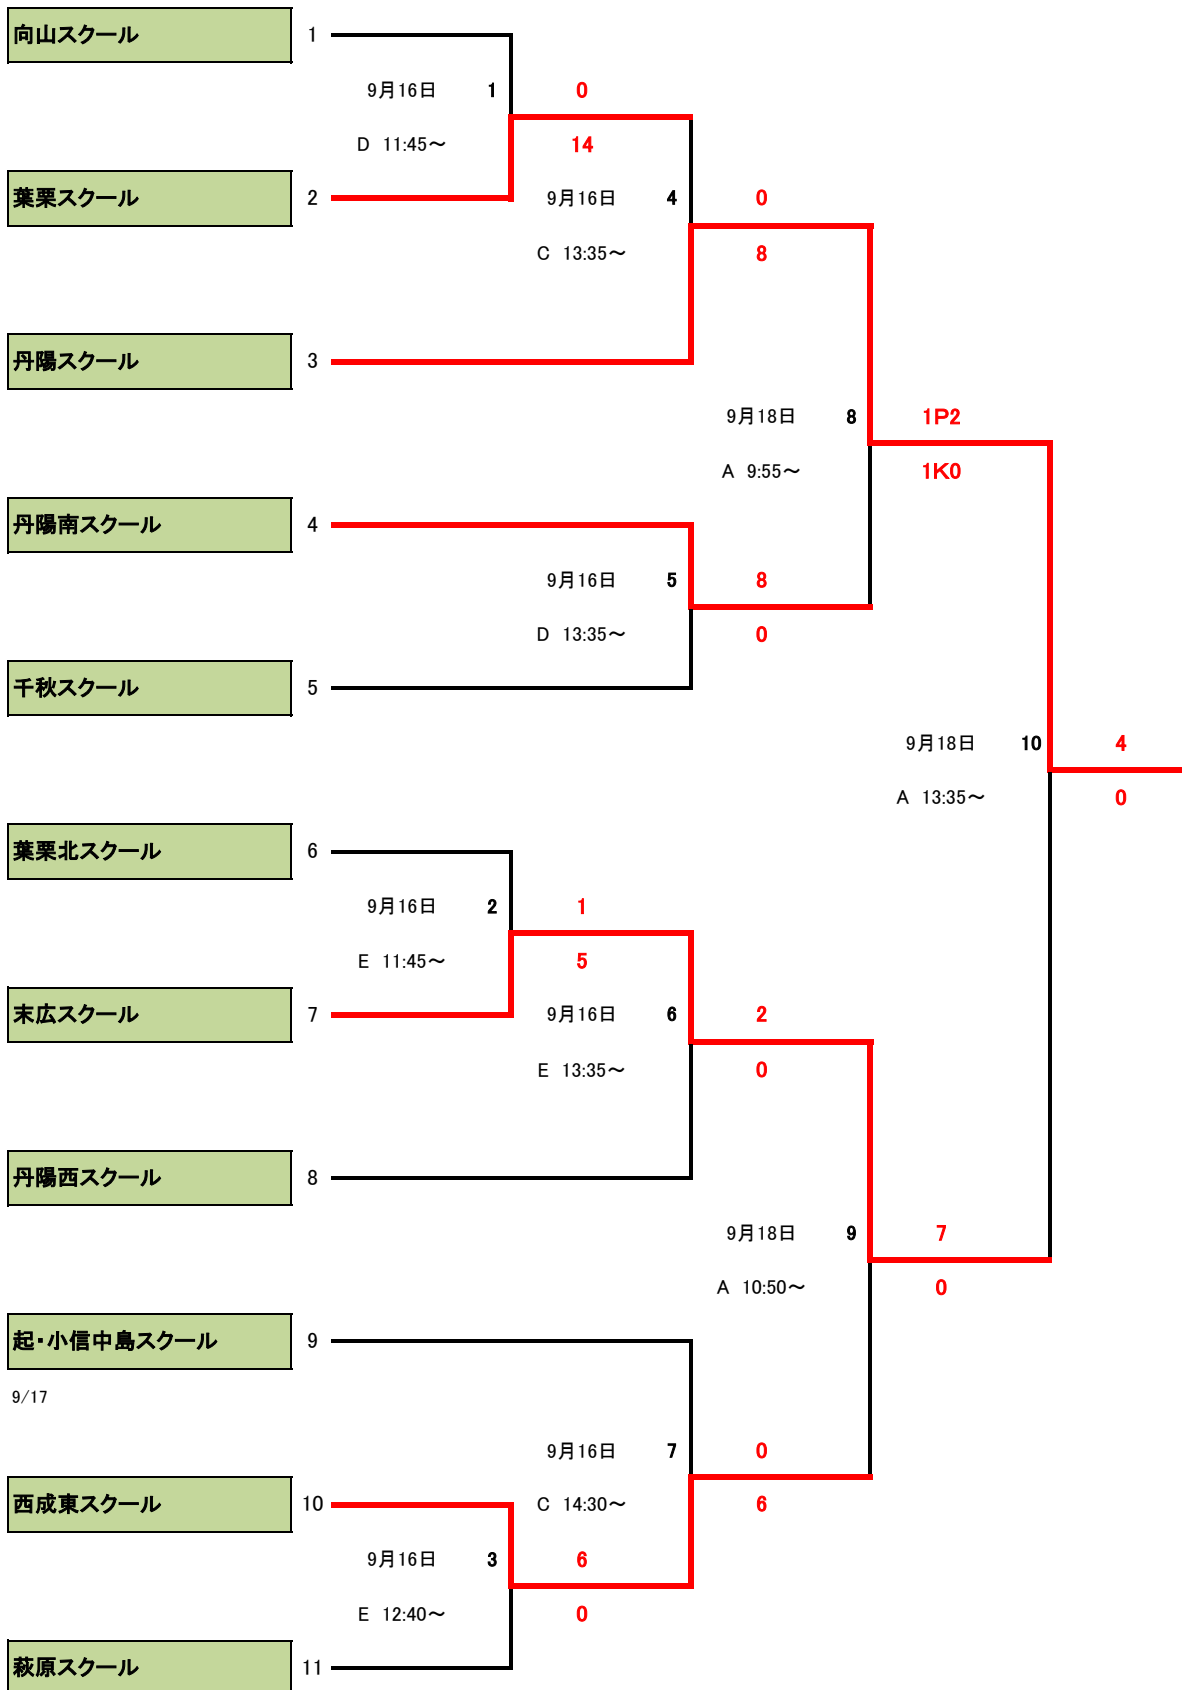 向山スクール 1
9月16日 1 0
D 11:45～ 14
葉栗スクール 2 9月16日 4 0
C 13:35～ 8
丹陽スクール 3
9月18日 8 1P2
A 9:55～ 1K0
丹陽南スクール 4
9月16日 5 8
D 13:35～ 0
千秋スクール 5
9月18日 10 4
A 13:35～ 0
葉栗北スクール 6
9月16日 2 1
E 11:45～ 5
末広スクール 7 9月16日 6 2
E 13:35～ 0
丹陽西スクール 8
9月18日 9 7
A 10:50～ 0
起・小信中島スクール 9
9/17
9月16日 7 0
西成東スクール 10 C 14:30～ 6
9月16日 3 6
E 12:40～ 0
萩原スクール 11